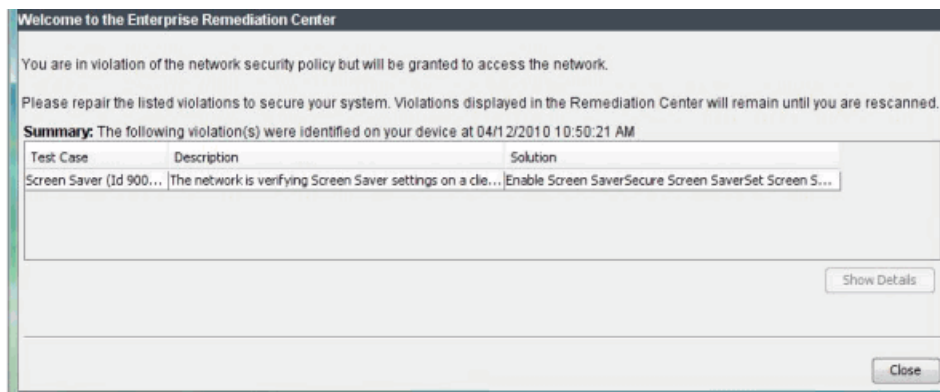 Welcome to the Enterprise Remediation Center
You are in violation of the network security policy but will be granted to access the network.
Please repair the listed violations to secure your system. Violations displayed in the Remediation Center will remain until you are rescanned.
Summary: The following violation(s) were identified on your device at 04/12/2010 10:50:21 AM
Test Case Description Solution
Screen Saver (Id 900... The network is verifying Screen Saver settings on a clie... Enable Screen SaverSecure Screen SaverSet Screen S...
Show Details
Close